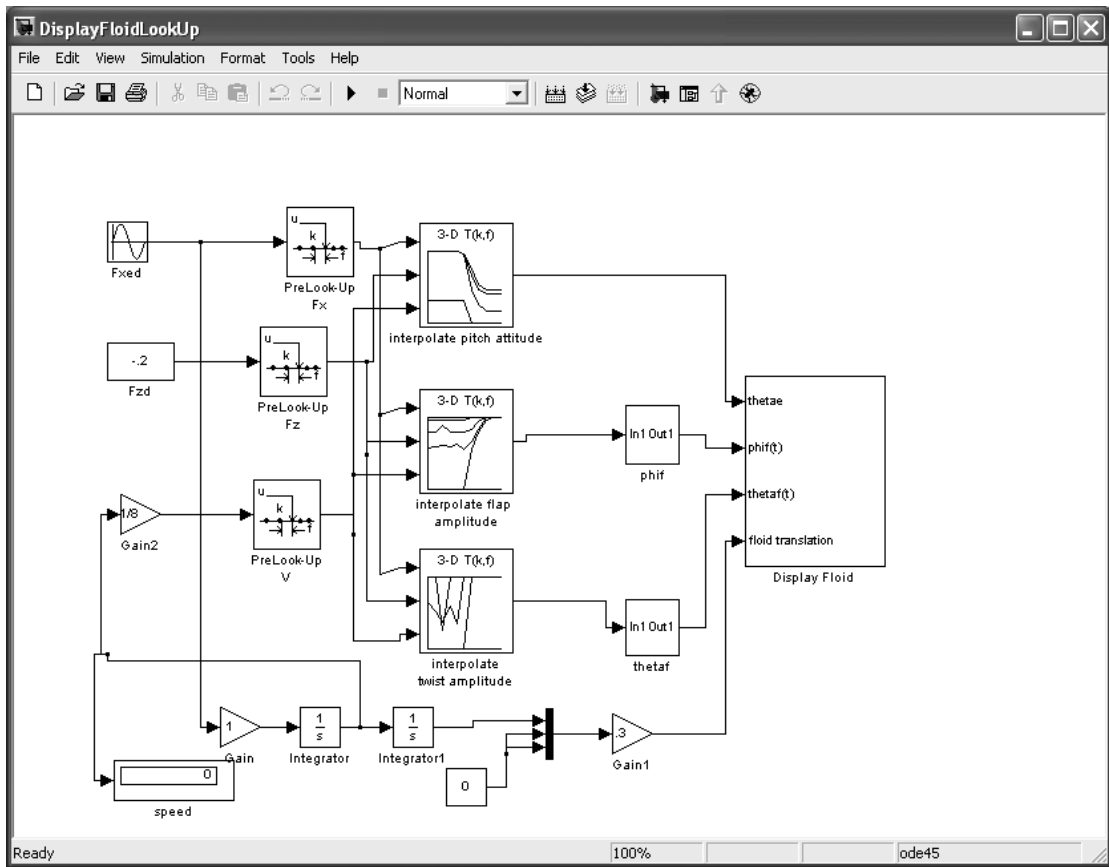 DisplayFloidLookUp
File Edit View Simulation Format Tools Help
Normal
Fxed
u
k
f
PreLook-Up
Fx
3-D T(k,f)
interpolate pitch attitude
-.2
Fzd
u
k
f
PreLook-Up
Fz
3-D T(k,f)
interpolate flap
amplitude
In1 Out1
phif
thetae
phif(t)
thetaf(t)
floid translation
Display Floid
1/8
Gain2
u
k
f
PreLook-Up
V
3-D T(k,f)
interpolate
twist amplitude
In1 Out1
thetaf
1
Gain
1
s
Integrator
1
s
Integrator1
.3
Gain1
0
speed
0
Ready 100% ode45